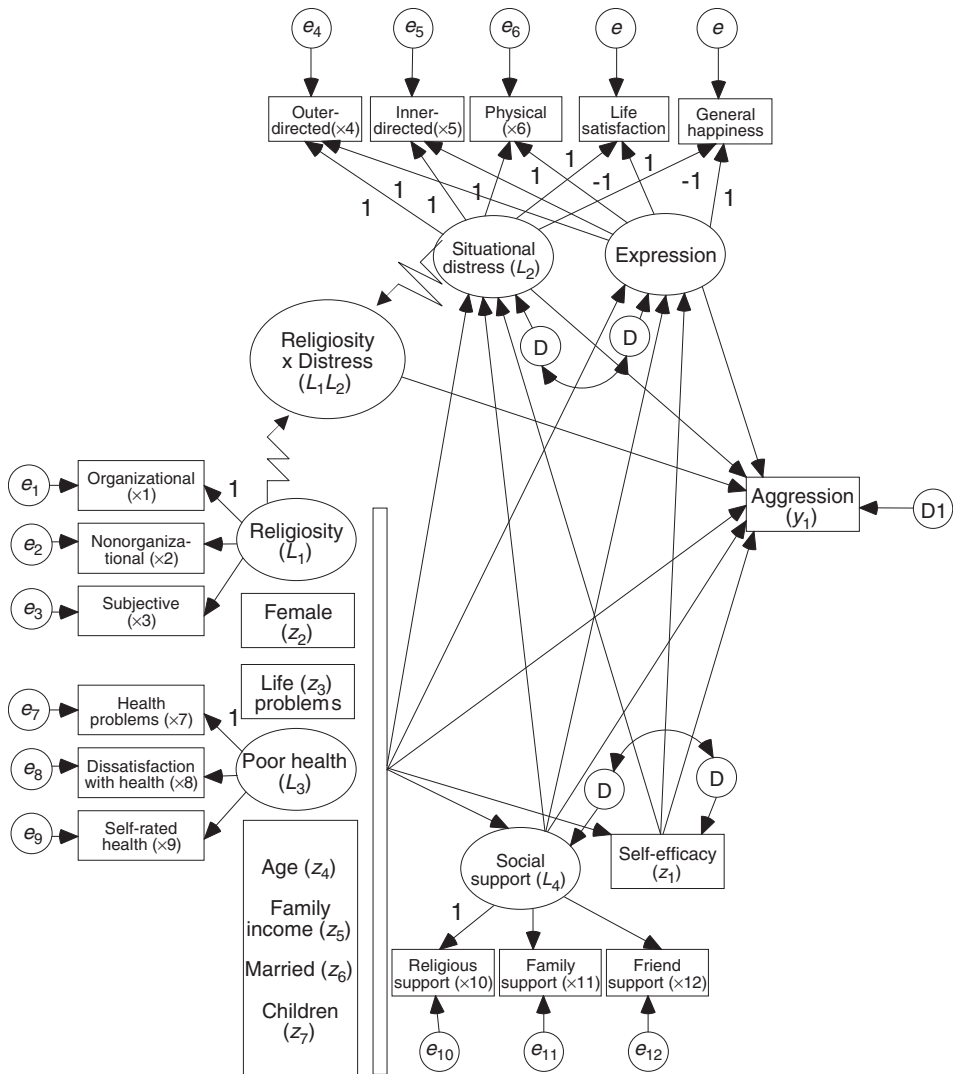 e4
e5
e6
e
e
Outer-
directed(×4)
Inner-
directed(×5)
Physical
(×6)
Life
satisfaction
General
happiness
1
1
1
1
1
1
-1
1
-1
1
Situational
distress (L2)
Expression
D
D
Religiosity
x Distress
(L1L2)
e1
Organizational
(×1)
1
e2
Nonorganiza-
tional (×2)
e3
Subjective
(×3)
Religiosity
(L1)
Aggression
(y1)
D1
Female
(z2)
Life (z3)
problems
e7
Health
problems (×7)
1
e8
Dissatisfaction
with health (×8)
e9
Self-rated
health (×9)
Poor health
(L3)
D
D
Age (z4)
Family
income (z5)
Married (z6)
Children
(z7)
Social
support (L4)
Self-efficacy
(z1)
1
Religious
support (×10)
Family
support (×11)
Friend
support (×12)
e10
e11
e12